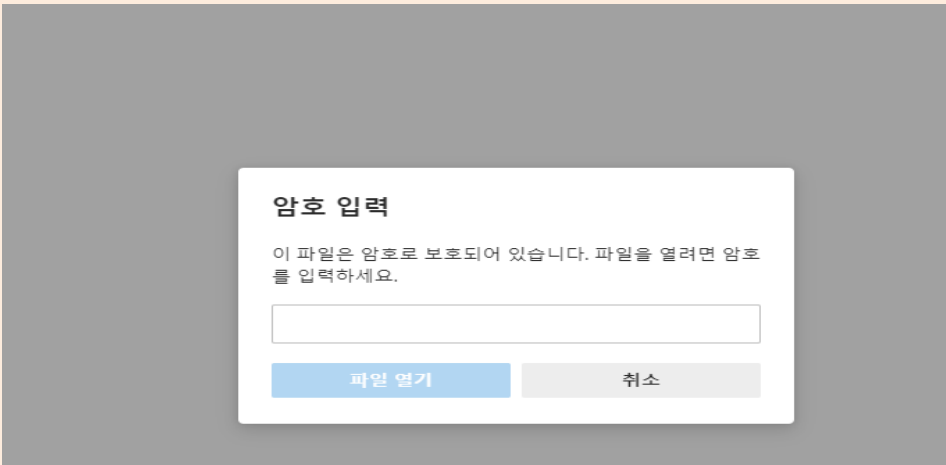 암호 입력
이 파일은 암호로 보호되어 있습니다. 파일을 열려면 암호
를 입력하세요.
파일 열기
취소